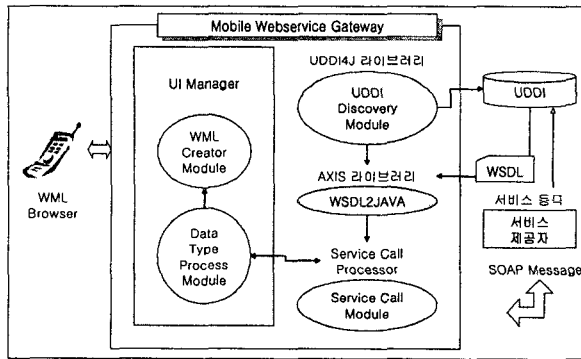 Mobile Webservice Gateway
UI Manager
WML
Creator
Module
Data
Type
Process
Module
WML
Browser
UDDI4J 라이브러리
UDDI
Discovery
Module
AXIS 라이브러리
WSDL2JAVA
Service Call
Processor
Service Call
Module
UDDI
WSDL
서비스 등록
서비스
제공자
SOAP Message